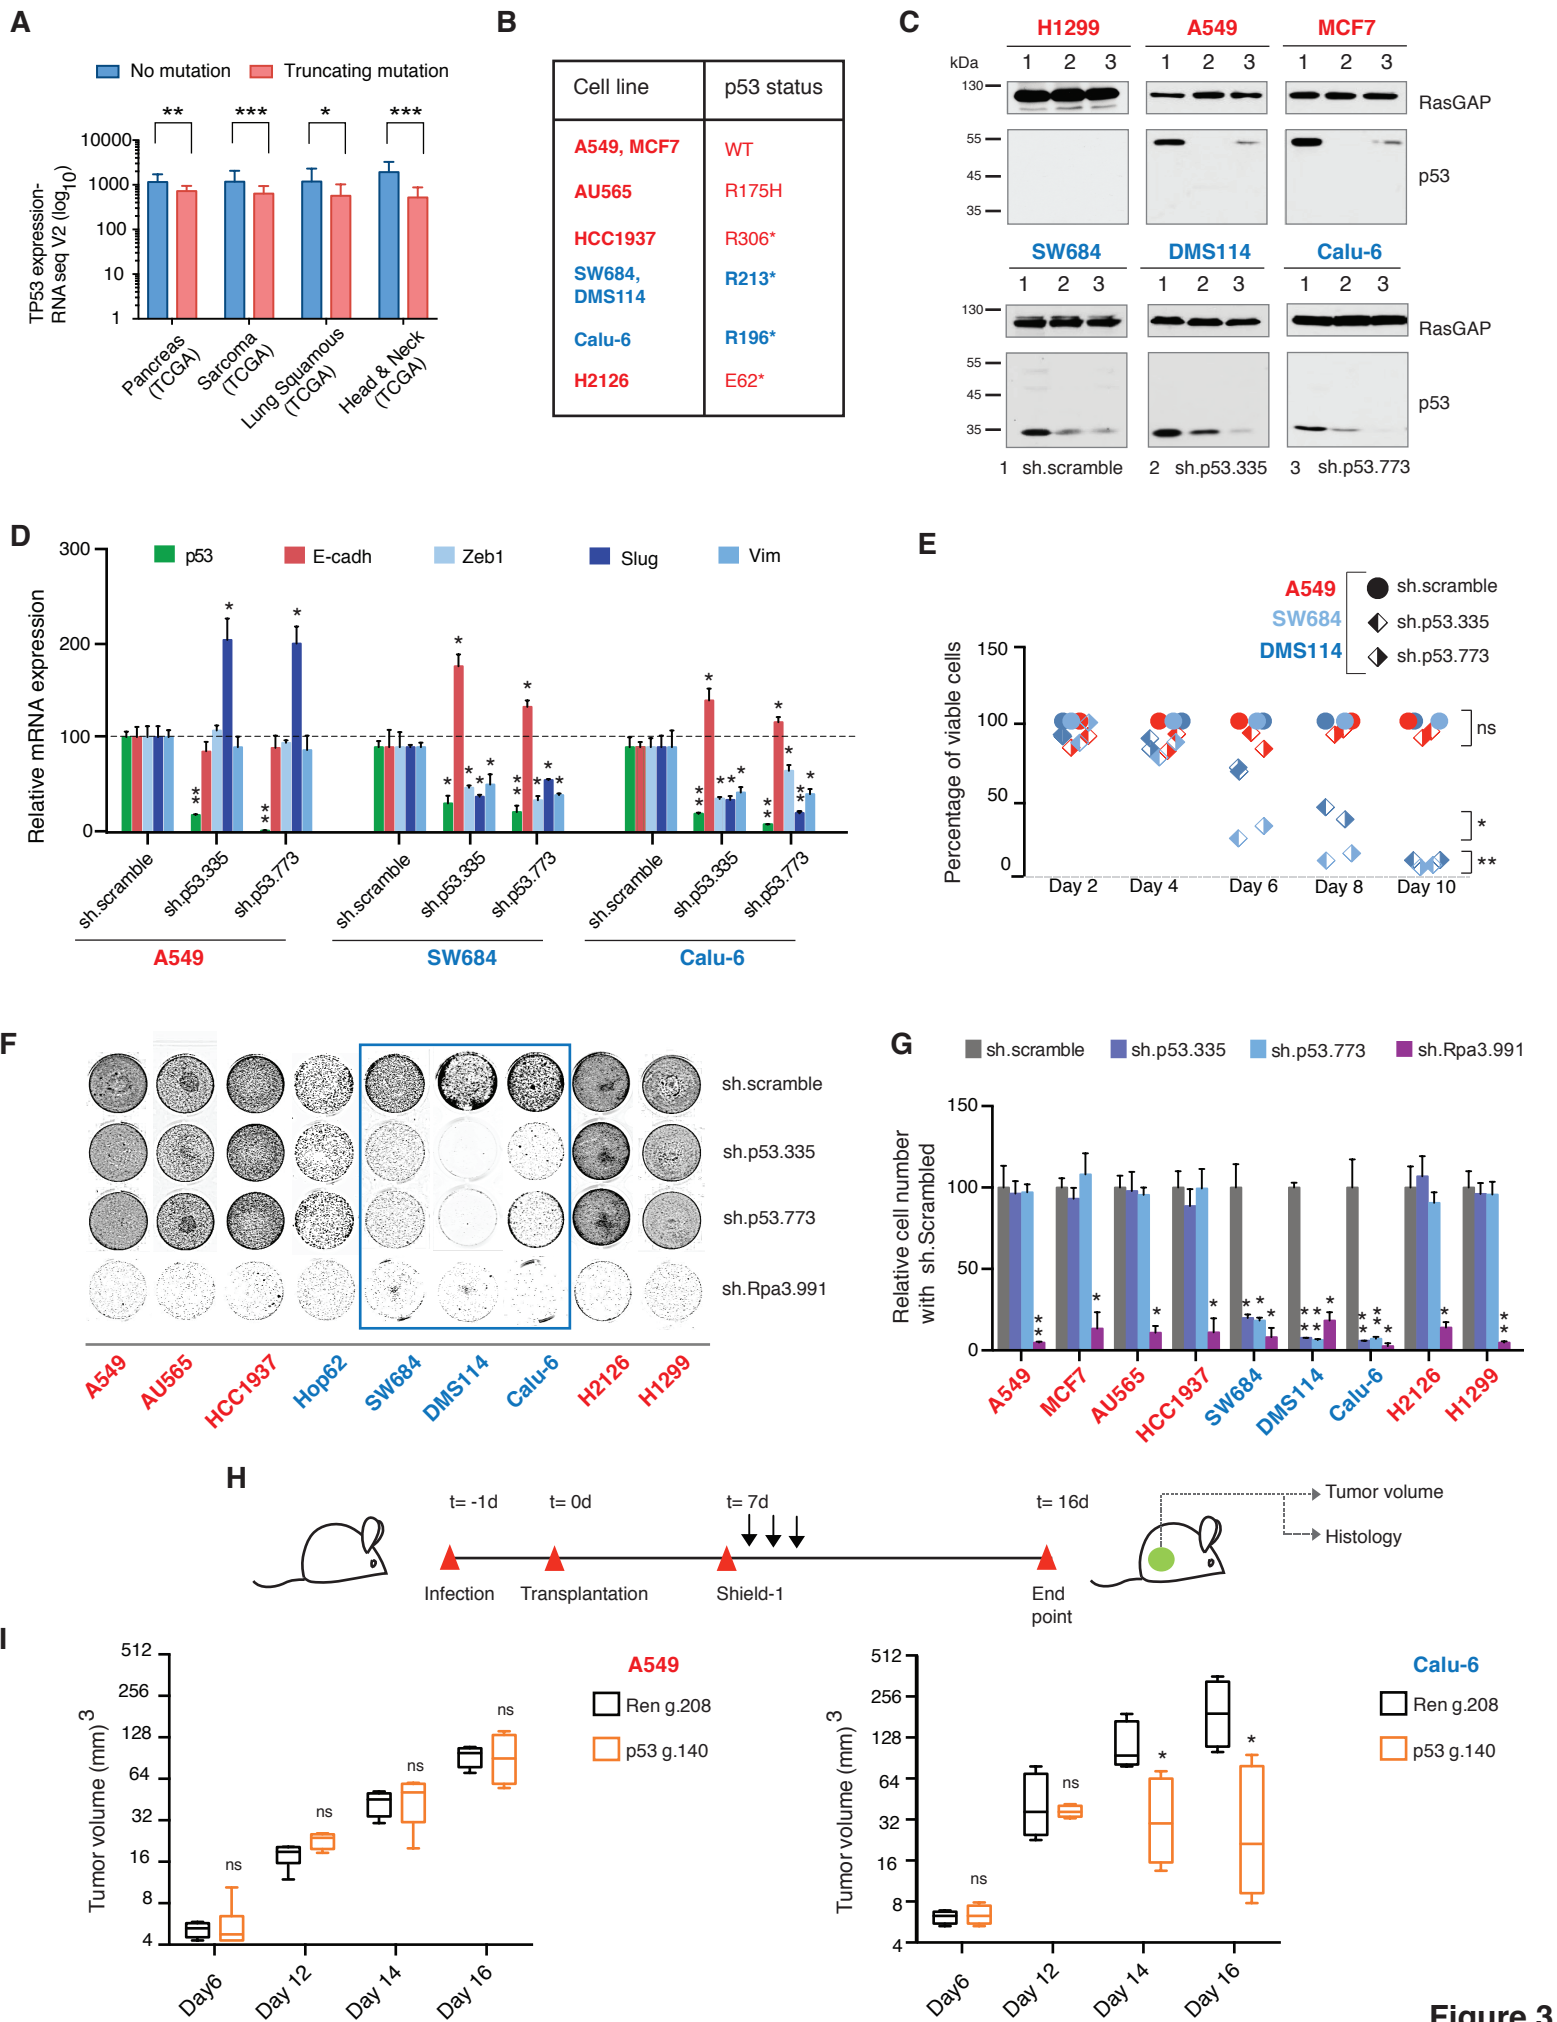 A
No mutation
Truncating mutation
** *** * ***
TP53 expression-
RNA seq V2 (log10)
10000
1000
100
10
1
Pancreas
(TCGA)
Sarcoma
(TCGA)
Lung Squamous
(TCGA)
Head & Neck
(TCGA)
B
Cell line p53 status
A549, MCF7 WT
AU565 R175H
HCC1937 R306*
SW684,
DMS114 R213*
Calu-6 R196*
H2126 E62*
C
H1299 A549 MCF7
kDa 1 2 3 1 2 3 1 2 3
130 RasGAP
55
45 p53
35
SW684 DMS114 Calu-6
1 2 3 1 2 3 1 2 3
130 RasGAP
55
45 p53
35
1 sh.scramble 2 sh.p53.335 3 sh.p53.773
D
p53 E-cadh Zeb1 Slug Vim
Relative mRNA expression
300
200
100
0
** * ** * * * * * * ** * * * * ** * * * * ** * * ** *
sh.scramble sh.p53.335 sh.p53.773
sh.scramble sh.p53.335 sh.p53.773
sh.scramble sh.p53.335 sh.p53.773
A549 SW684 Calu-6
E
A549
SW684
DMS114
sh.scramble
sh.p53.335
sh.p53.773
Percentage of viable cells
150
100
50
0
ns
*
**
Day 2 Day 4 Day 6 Day 8 Day 10
F
sh.scramble
sh.p53.335
sh.p53.773
sh.Rpa3.991
A549 AU565 HCC1937 Hop62 SW684 DMS114 Calu-6 H2126 H1299
G
sh.scramble sh.p53.335 sh.p53.773 sh.Rpa3.991
Relative cell number
with sh.Scrambled
150
100
50
0
** * * * * * * ** ** * ** ** * * **
A549 MCF7 AU565 HCC1937 SW684 DMS114 Calu-6 H2126 H1299
H
t= -1d t= 0d t= 7d t= 16d
Infection Transplantation Shield-1 End
point
Tumor volume
Histology
I
A549
Ren g.208
p53 g.140
Tumor volume (mm)3
512
256
128
64
32
16
8
4
ns ns ns ns
Day6 Day 12 Day 14 Day 16
Calu-6
Ren g.208
p53 g.140
Tumor volume (mm)3
512
256
128
64
32
16
8
4
ns ns * *
Day6 Day 12 Day 14 Day 16
Figure 3